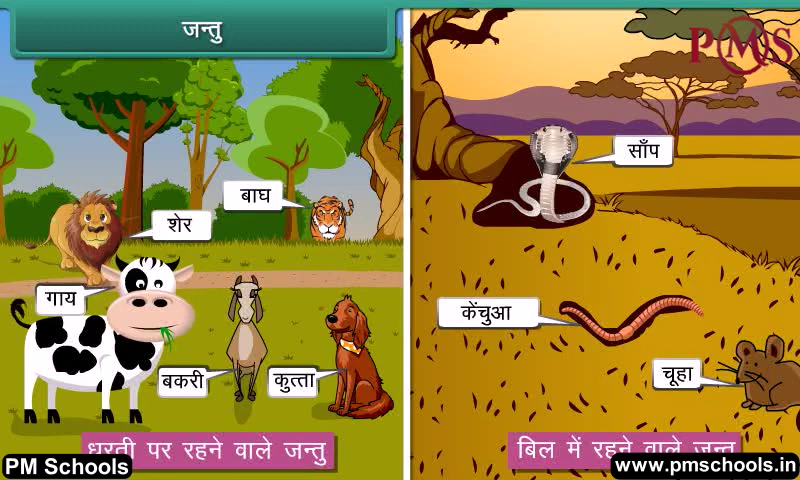 जन्तु
PMS
बाघ
शेर
गाय
बकरी
कुत्ता
धरती पर रहने वाले जन्तु
साँप
केंचुआ
चूहा
बिल में रहने वाले जन्तु
PM Schools
www.pmschools.in